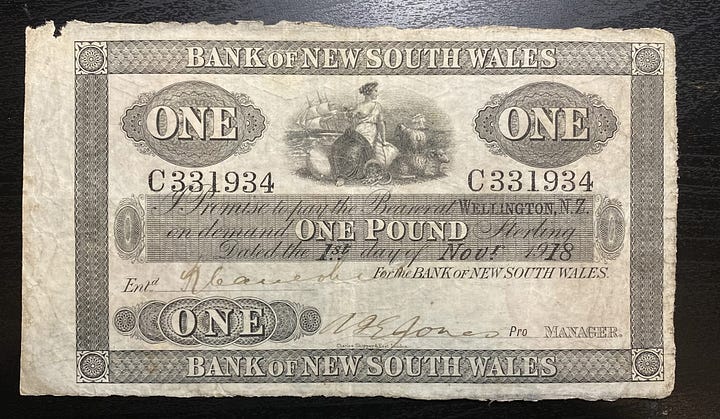 BANK OF NEW SOUTH WALES
ONE ONE
C331934 C331934
I Promise to pay the Bearer at WELLINGTON, N.Z.
on demand ONE POUND Sterling
Dated the 1st day of Novr 1918
For the BANK OF NEW SOUTH WALES.
Entd
ONE Jones Pro MANAGER.
BANK OF NEW SOUTH WALES